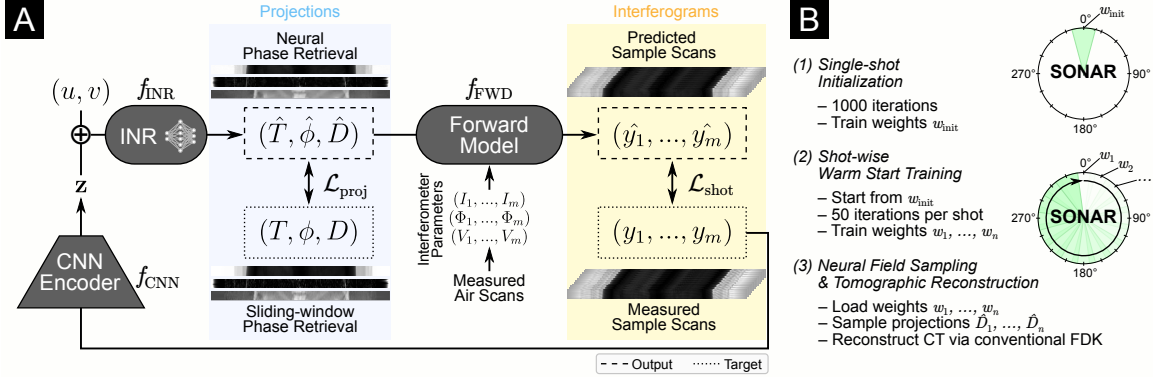 A
Projections
Interferograms
Neural
Phase Retrieval
Predicted
Sample Scans
(u, v)
f_INR
f_FWD
INR
(T̂, ϕ̂, D̂)
Forward
Model
(ŷ_1, ..., ŷ_m)
z
ℒ_proj
ℒ_shot
Interferometer
Parameters
(I_1, ..., I_m)
(Φ_1, ..., Φ_m)
(V_1, ..., V_m)
(T, ϕ, D)
(y_1, ..., y_m)
CNN
Encoder
f_CNN
Measured
Air Scans
Sliding-window
Phase Retrieval
Measured
Sample Scans
Output
Target
B
(1) Single-shot
Initialization
– 1000 iterations
– Train weights w_init
0°
w_init
270°
SONAR
90°
180°
(2) Shot-wise
Warm Start Training
– Start from w_init
– 50 iterations per shot
– Train weights w_1, ..., w_n
0°
w_1
w_2
....
270°
SONAR
90°
180°
(3) Neural Field Sampling
& Tomographic Reconstruction
– Load weights w_1, ..., w_n
– Sample projections D̂_1, ..., D̂_n
– Reconstruct CT via conventional FDK